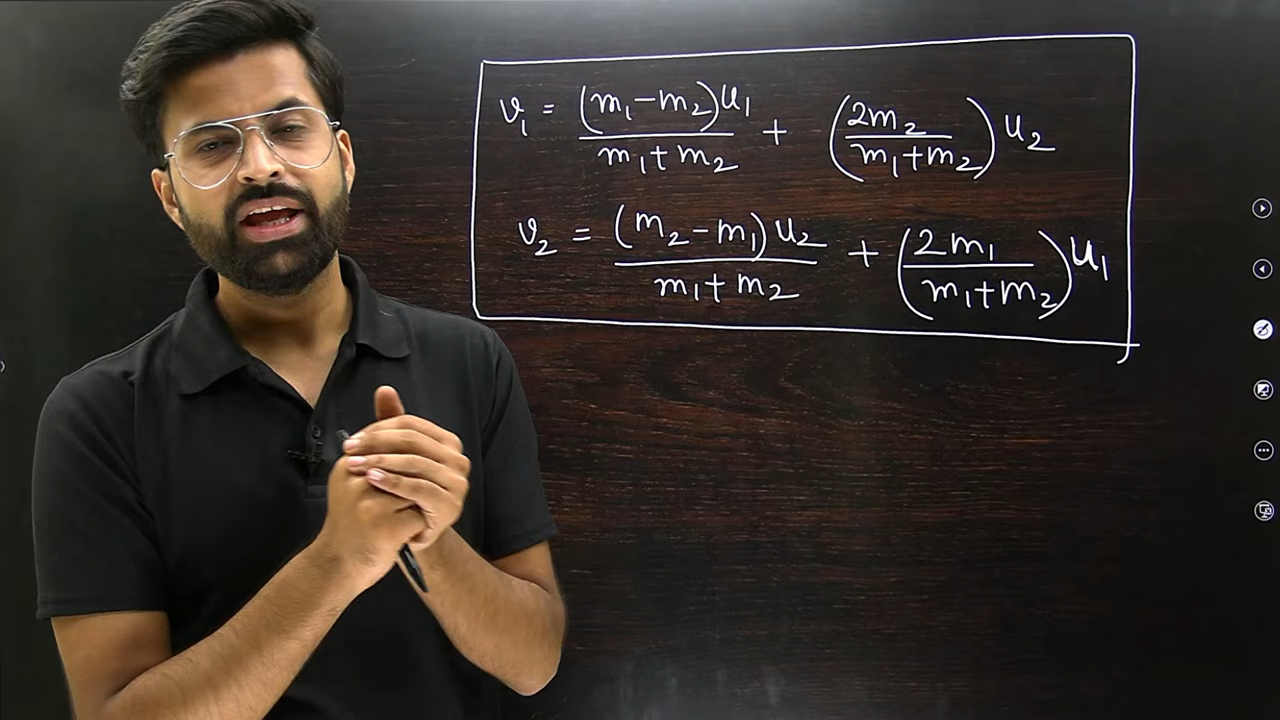 v₁ = (m₁-m₂)u₁/m₁+m₂ + (2m₂/m₁+m₂)u₂
v₂ = (m₂-m₁)u₂/m₁+m₂ + (2m₁/m₁+m₂)u₁